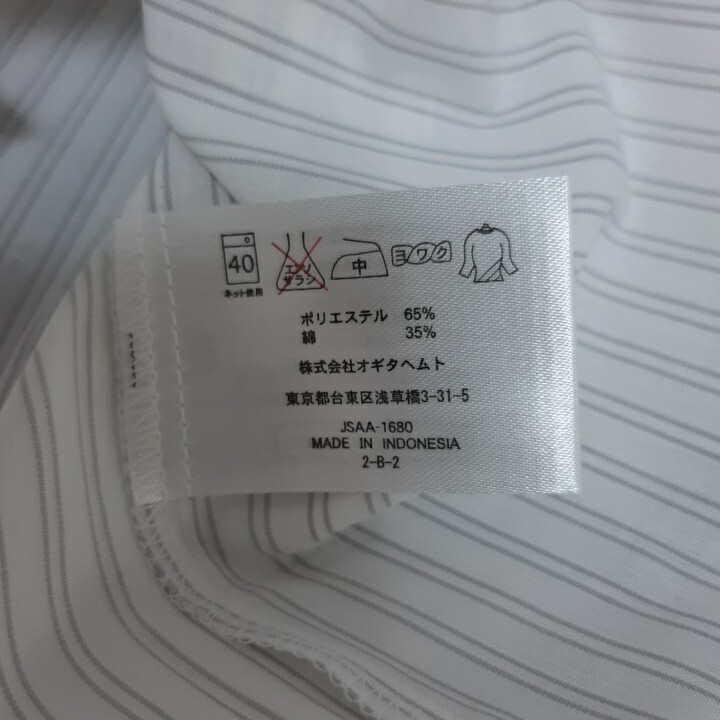 40 エンソ サラシ 中 ヨワク
ネット使用
ポリエステル 65%
綿 35%
株式会社オギタヘムト
東京都台東区浅草橋3-31-5
JSAA-1680
MADE IN INDONESIA
2-B-2